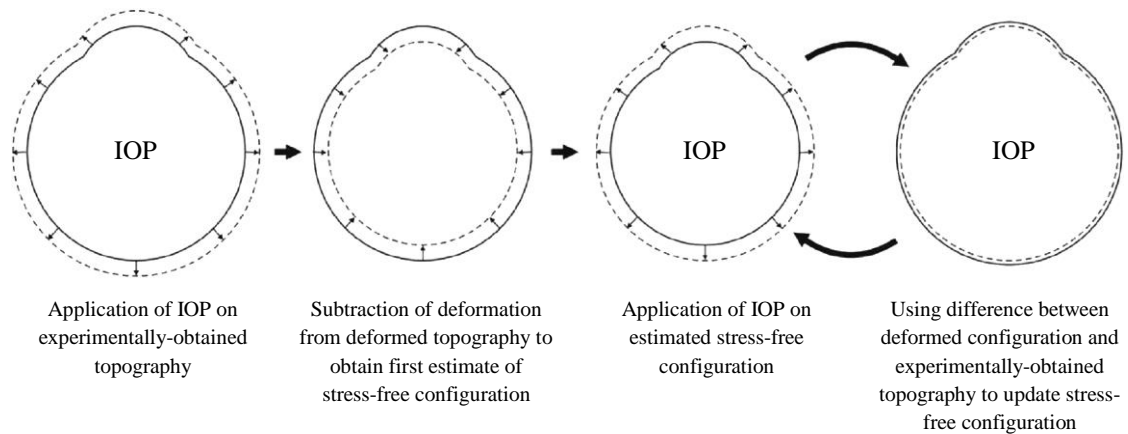 IOP
IOP
IOP
Application of IOP on
experimentally-obtained
topography
Subtraction of deformation
from deformed topography to
obtain first estimate of
stress-free configuration
Application of IOP on
estimated stress-free
configuration
Using difference between
deformed configuration and
experimentally-obtained
topography to update stress-
free configuration